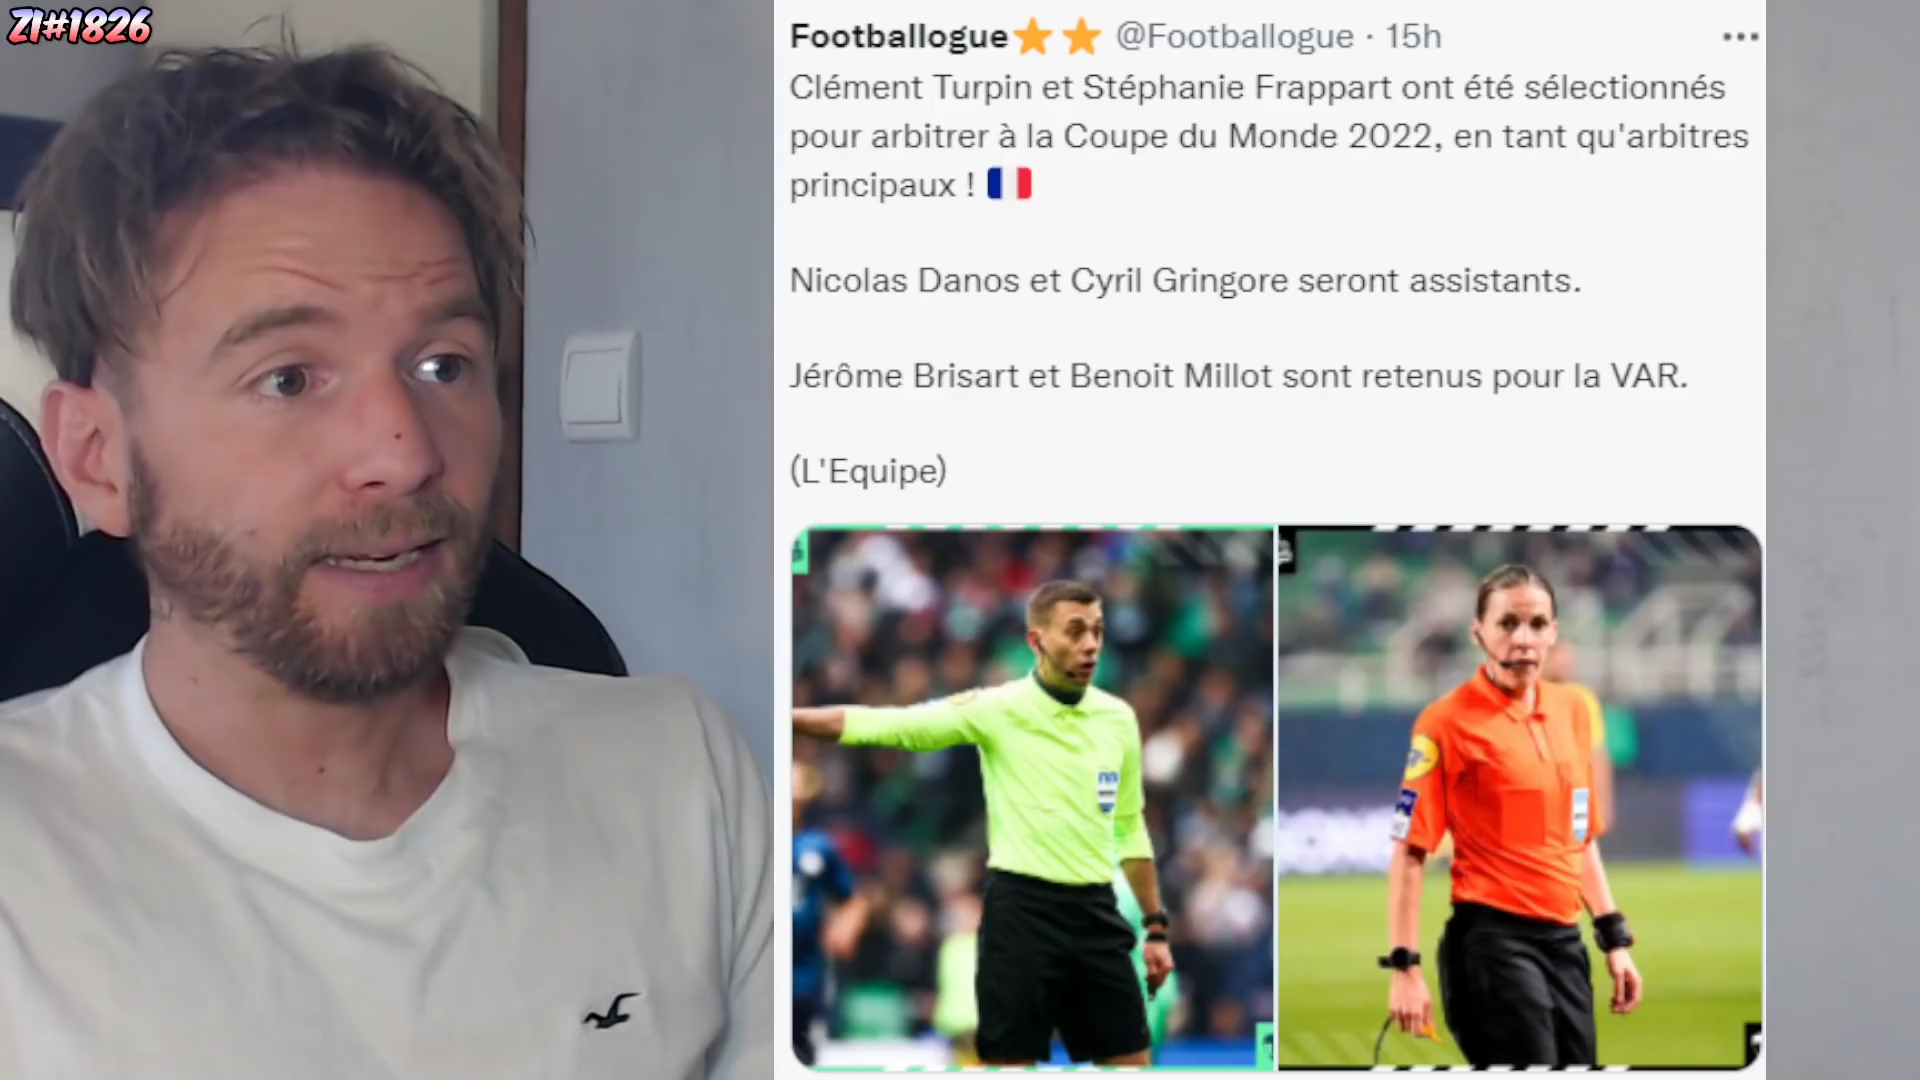 ZI#1826
Footballogue⭐⭐ @Footballogue · 15h
Clément Turpin et Stéphanie Frappart ont été sélectionnés
pour arbitrer à la Coupe du Monde 2022, en tant qu'arbitres
principaux ! 🇫🇷
Nicolas Danos et Cyril Gringore seront assistants.
Jérôme Brisart et Benoit Millot sont retenus pour la VAR.
(L'Equipe)